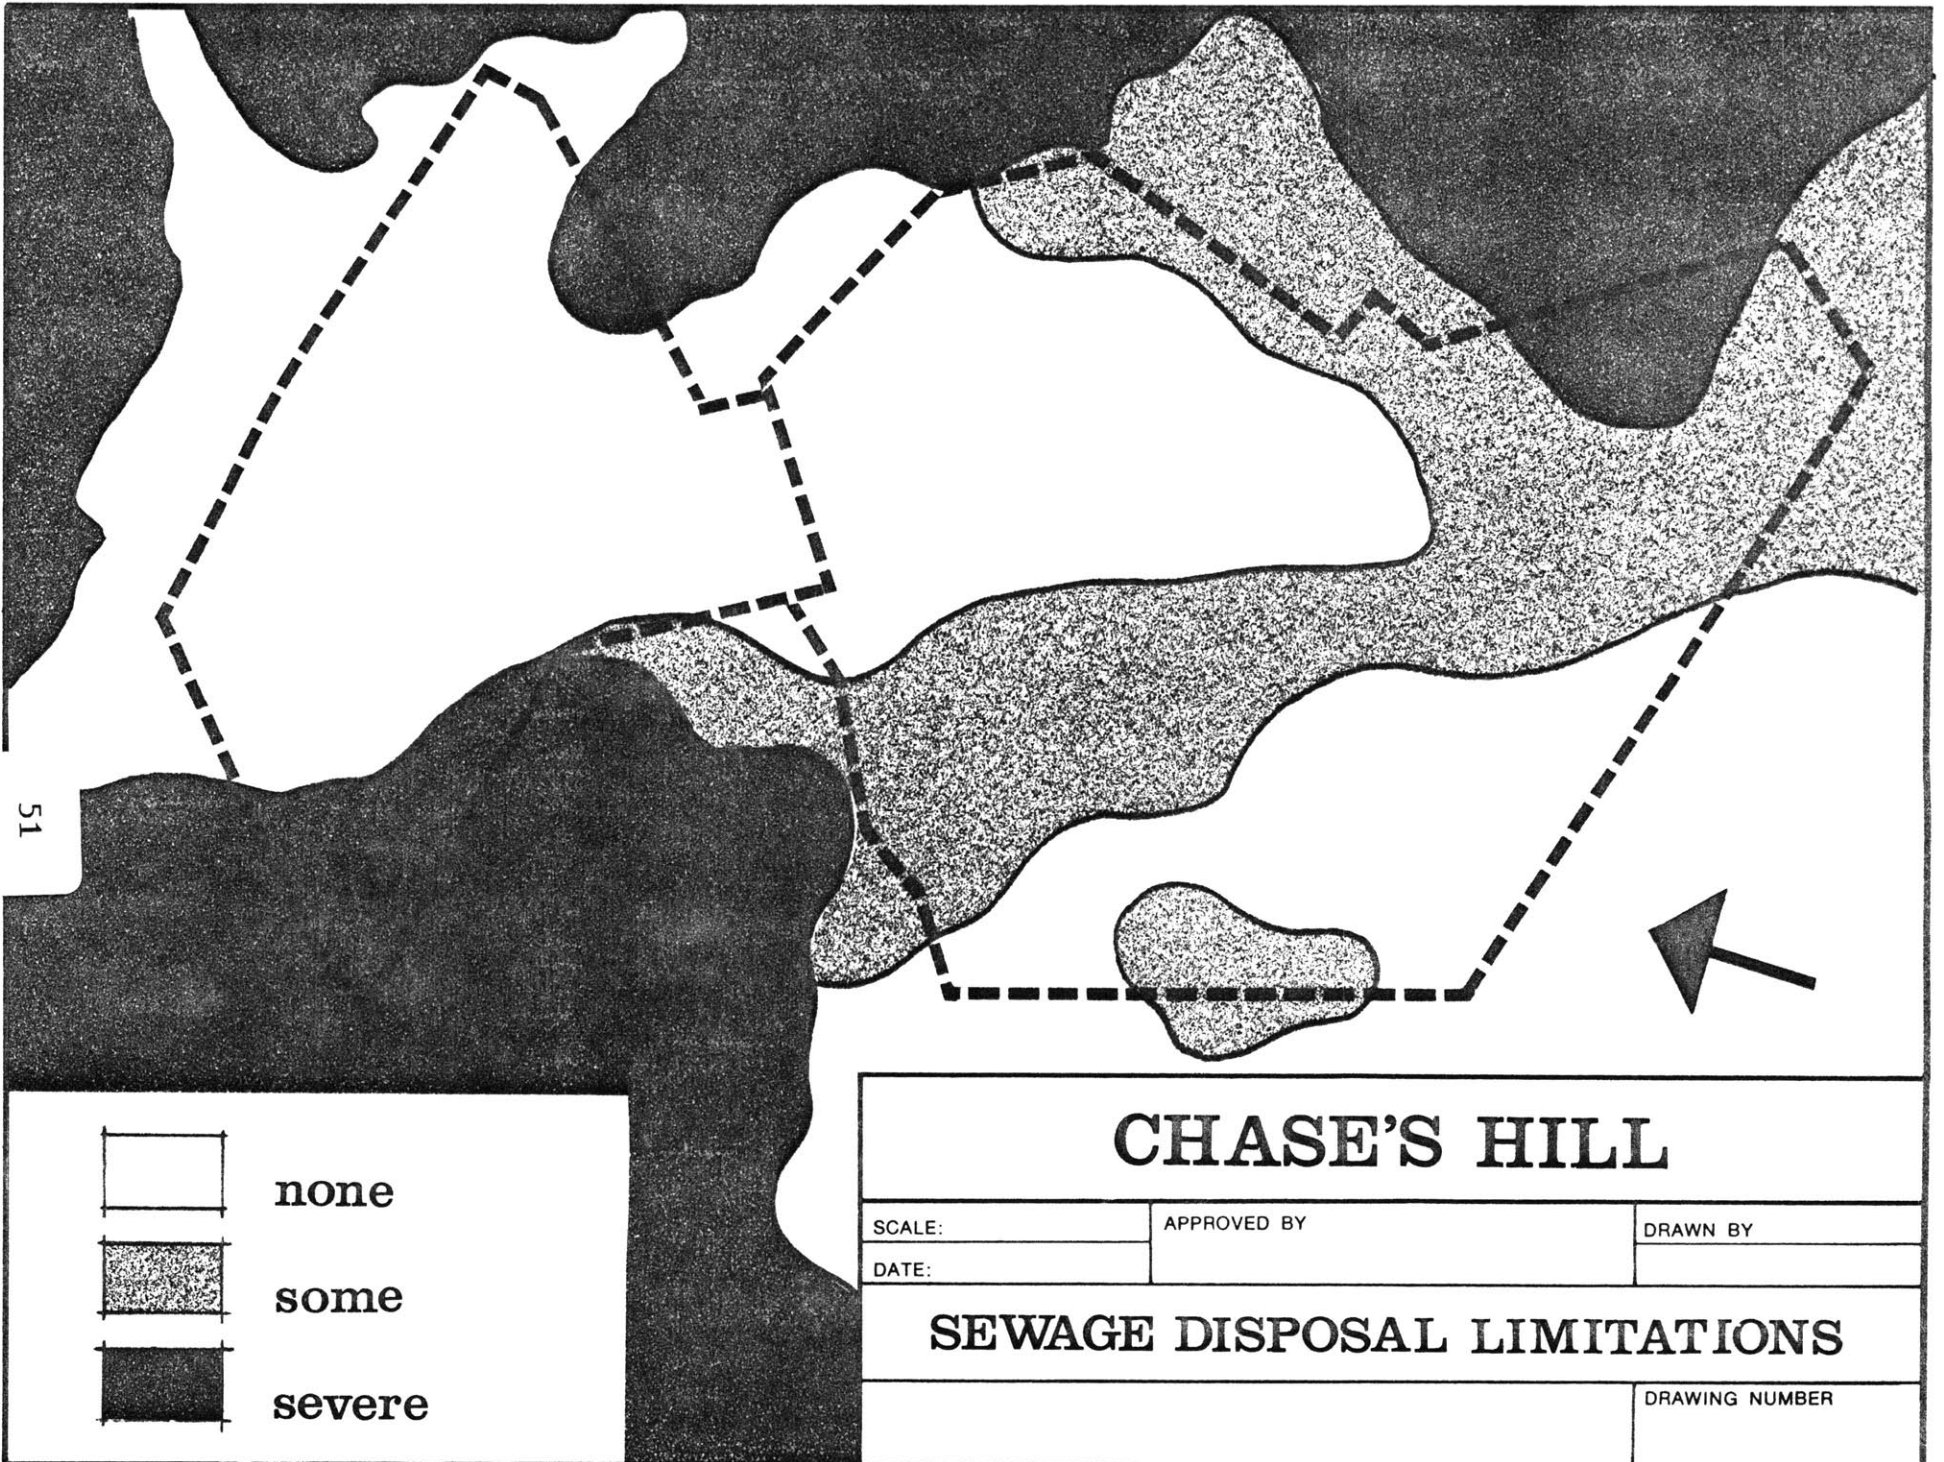 51
none
some
severe
CHASE'S HILL
SCALE:
APPROVED BY
DRAWN BY
DATE:
SEWAGE DISPOSAL LIMITATIONS
DRAWING NUMBER